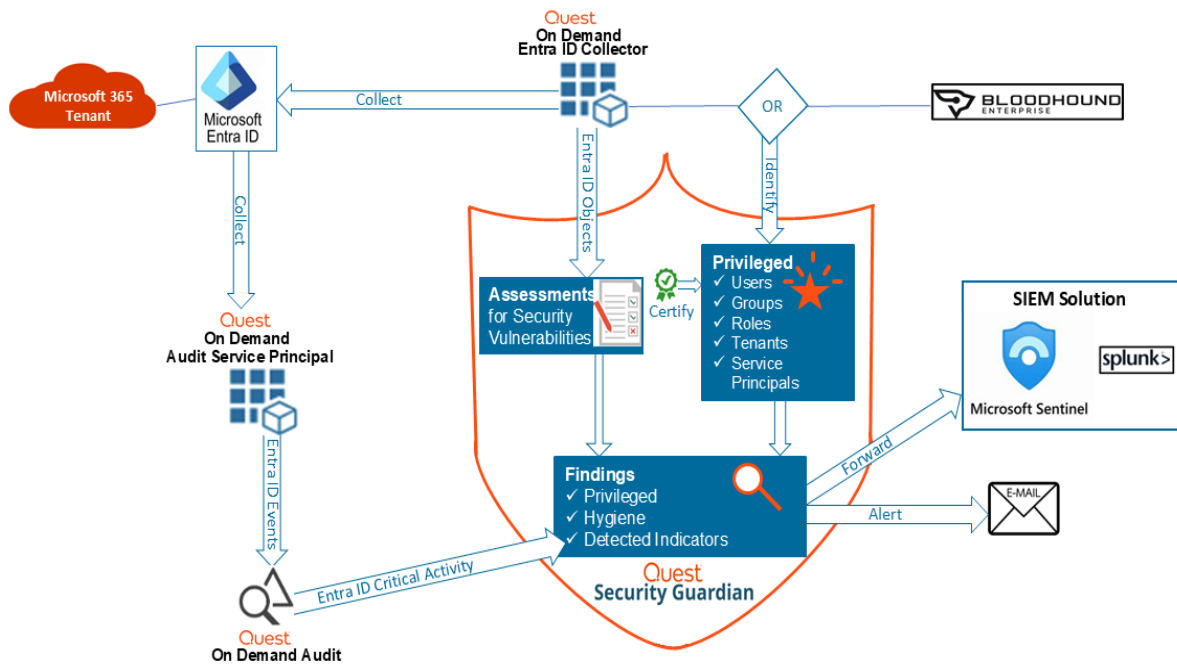 Quest
On Demand
Entra ID Collector
Microsoft 365
Tenant
Microsoft
Entra ID
Collect
OR
BLOODHOUND
ENTERPRISE
Collect
Entra ID Objects
Identify
Assessments
for Security
Vulnerabilities
Certify
Privileged
✓ Users
✓ Groups
✓ Roles
✓ Tenants
✓ Service
Principals
SIEM Solution
Microsoft Sentinel
splunk>
Quest
On Demand
Audit Service Principal
Entra ID Events
Findings
✓ Privileged
✓ Hygiene
✓ Detected Indicators
Forward
Alert
E-MAIL
Entra ID Critical Activity
Quest
Security Guardian
Quest
On Demand Audit